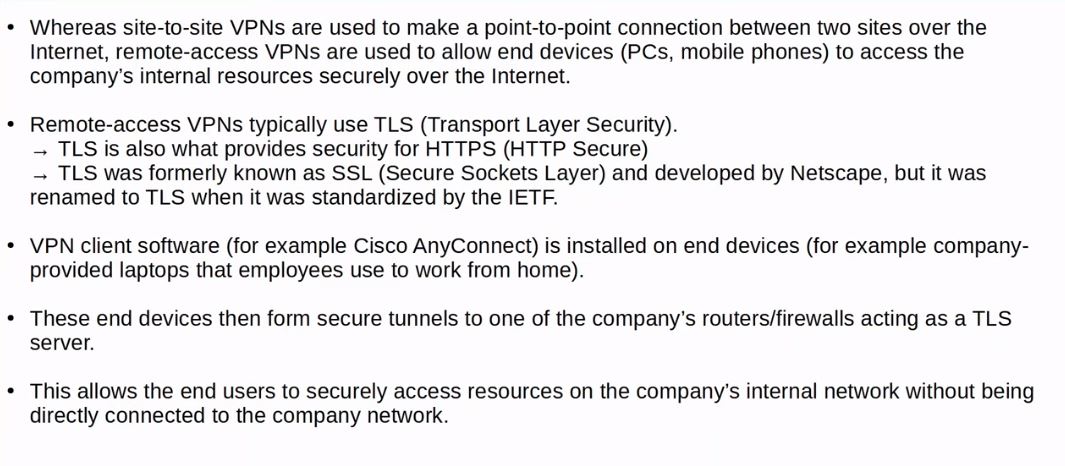 • Whereas site-to-site VPNs are used to make a point-to-point connection between two sites over the
Internet, remote-access VPNs are used to allow end devices (PCs, mobile phones) to access the
company’s internal resources securely over the Internet.
• Remote-access VPNs typically use TLS (Transport Layer Security).
→ TLS is also what provides security for HTTPS (HTTP Secure)
→ TLS was formerly known as SSL (Secure Sockets Layer) and developed by Netscape, but it was
renamed to TLS when it was standardized by the IETF.
• VPN client software (for example Cisco AnyConnect) is installed on end devices (for example company-
provided laptops that employees use to work from home).
• These end devices then form secure tunnels to one of the company’s routers/firewalls acting as a TLS
server.
• This allows the end users to securely access resources on the company’s internal network without being
directly connected to the company network.